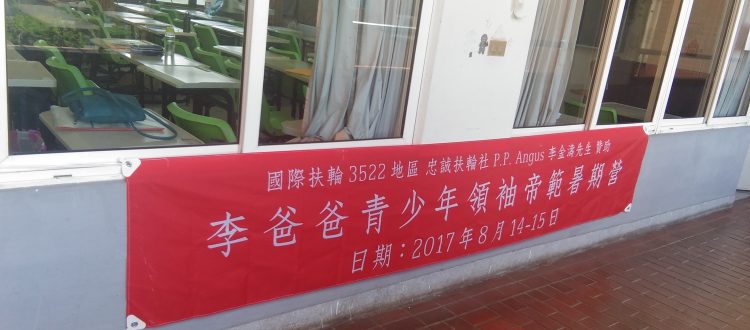 國際扶輪 3522 地區 忠誠扶輪社 P.P. Angus 李金濤先生 贊助
李爸爸青少年領袖帝範暑期營
日期：2017 年 8 月 14-15 日